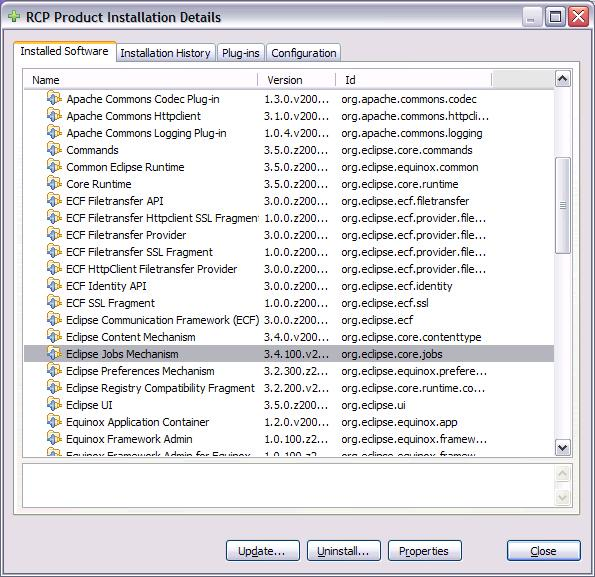 RCP Product Installation Details
Installed Software Installation History Plug-ins Configuration
Name Version Id
Apache Commons Codec Plug-in 1.3.0.v200... org.apache.commons.codec
Apache Commons Httpclient 3.1.0.v200... org.apache.commons.httpcli...
Apache Commons Logging Plug-in 1.0.4.v200... org.apache.commons.logging
Commands 3.5.0.z200... org.eclipse.core.commands
Common Eclipse Runtime 3.5.0.z200... org.eclipse.equinox.common
Core Runtime 3.5.0.z200... org.eclipse.core.runtime
ECF Filetransfer API 3.0.0.z200... org.eclipse.ecf.filetransfer
ECF Filetransfer Httpclient SSL Fragment 1.0.0.z200... org.eclipse.ecf.provider.file...
ECF Filetransfer Provider 3.0.0.z200... org.eclipse.ecf.provider.file...
ECF Filetransfer SSL Fragment 1.0.0.z200... org.eclipse.ecf.provider.file...
ECF HttpClient Filetransfer Provider 3.0.0.z200... org.eclipse.ecf.provider.file...
ECF Identity API 3.0.0.z200... org.eclipse.ecf.identity
ECF SSL Fragment 1.0.0.z200... org.eclipse.ecf.ssl
Eclipse Communication Framework (ECF) 3.0.0.z200... org.eclipse.ecf
Eclipse Content Mechanism 3.4.0.v200... org.eclipse.core.contenttype
Eclipse Jobs Mechanism 3.4.100.v2... org.eclipse.core.jobs
Eclipse Preferences Mechanism 3.2.300.z2... org.eclipse.equinox.prefere...
Eclipse Registry Compatibility Fragment 3.2.200.v2... org.eclipse.core.runtime.co...
Eclipse UI 3.5.0.z200... org.eclipse.ui
Equinox Application Container 1.2.0.v200... org.eclipse.equinox.app
Equinox Framework Admin 1.0.100.z2... org.eclipse.equinox.framew...
Equinox Framework Admin for Equinox 1.0.100.z2... org.eclipse.equinox.framew...
Update... Uninstall... Properties Close